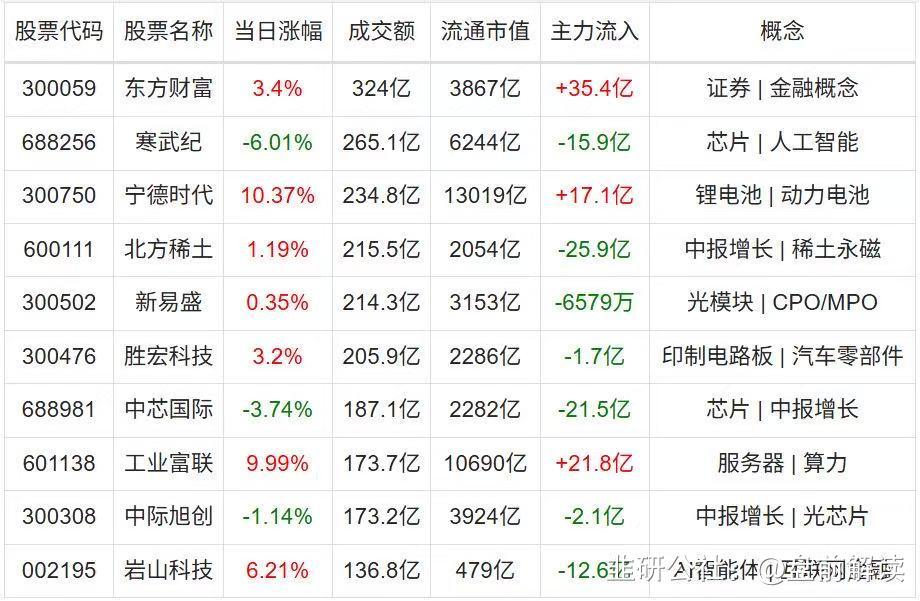 股票代码 股票名称 当日涨幅 成交额 流通市值 主力流入 概念
300059 东方财富 3.4% 324亿 3867亿 +35.4亿 证券 | 金融概念
688256 寒武纪 -6.01% 265.1亿 6244亿 -15.9亿 芯片 | 人工智能
300750 宁德时代 10.37% 234.8亿 13019亿 +17.1亿 锂电池 | 动力电池
600111 北方稀土 1.19% 215.5亿 2054亿 -25.9亿 中报增长 | 稀土永磁
300502 新易盛 0.35% 214.3亿 3153亿 -6579万 光模块 | CPO/MPO
300476 胜宏科技 3.2% 205.9亿 2286亿 -1.7亿 印制电路板 | 汽车零部件
688981 中芯国际 -3.74% 187.1亿 2282亿 -21.5亿 芯片 | 中报增长
601138 工业富联 9.99% 173.7亿 10690亿 +21.8亿 服务器 | 算力
300308 中际旭创 -1.14% 173.2亿 3924亿 -2.1亿 中报增长 | 光芯片
002195 岩山科技 6.21% 136.8亿 479亿 -12.6 AI智能体 | 互联网金融
韭研公社 @盘前解读